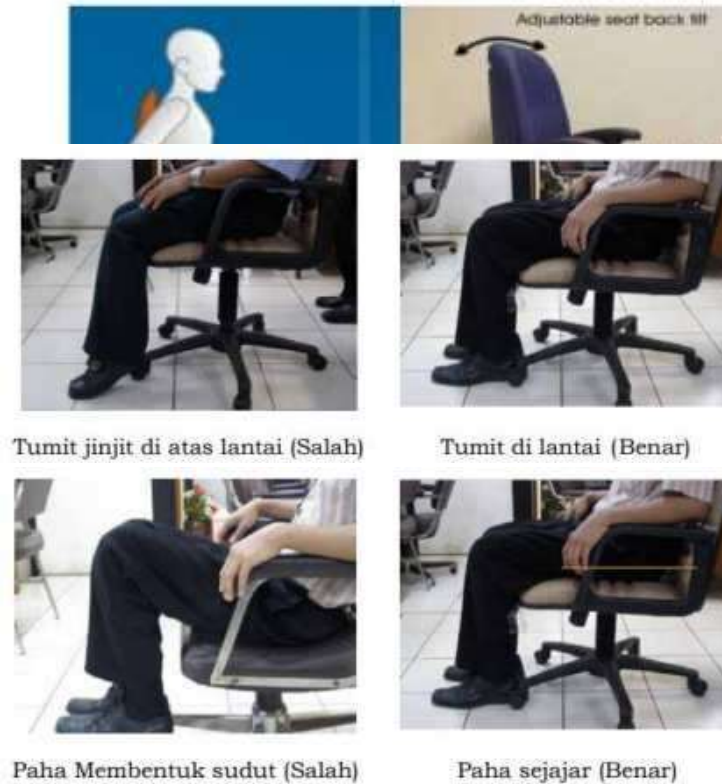 Adjustable seat back tilt
Tumit jinjit di atas lantai (Salah)
Tumit di lantai (Benar)
Paha Membentuk sudut (Salah)
Paha sejajar (Benar)